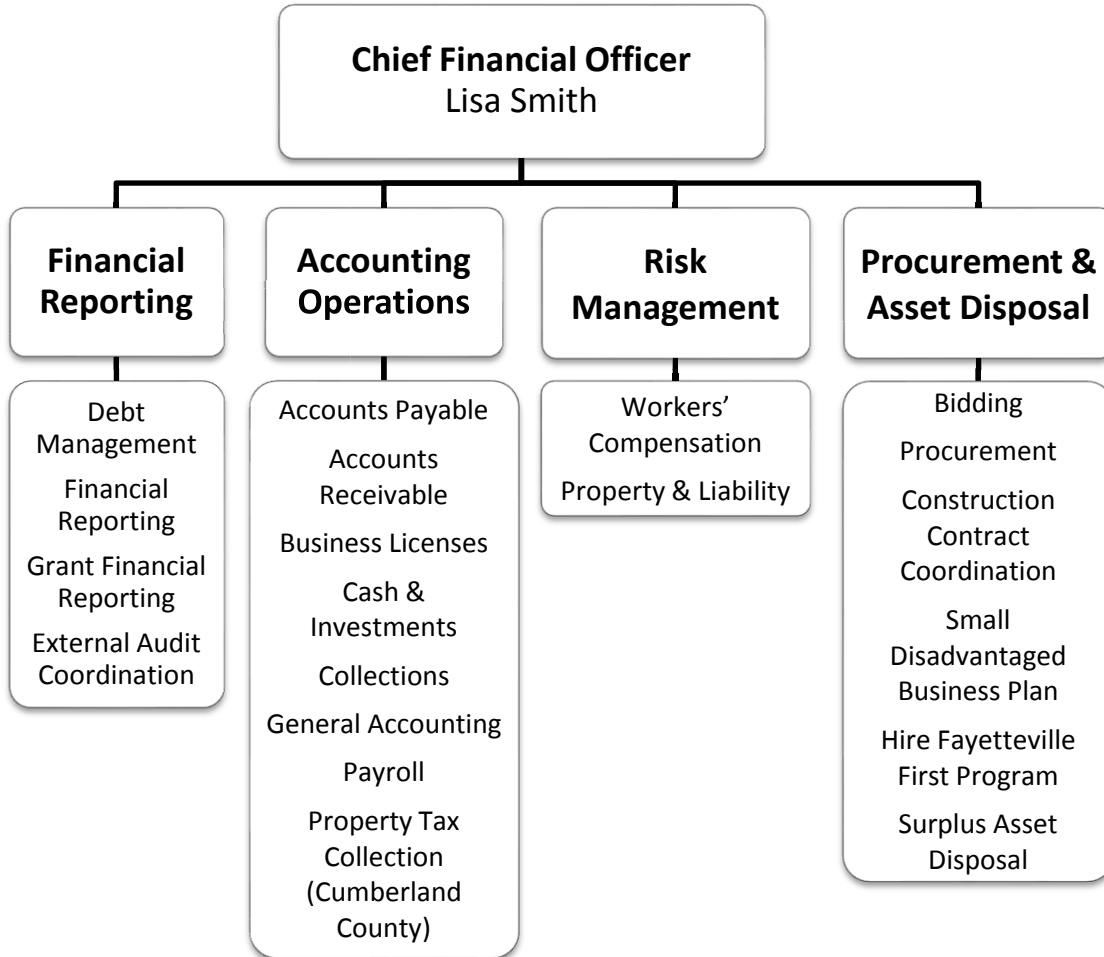 Chief Financial Officer
Lisa Smith
Financial
Reporting
Accounting
Operations
Risk
Management
Procurement &
Asset Disposal
Debt
Management
Financial
Reporting
Grant Financial
Reporting
External Audit
Coordination
Accounts Payable
Accounts
Receivable
Business Licenses
Cash &
Investments
Collections
General Accounting
Payroll
Property Tax
Collection
(Cumberland
County)
Workers’
Compensation
Property & Liability
Bidding
Procurement
Construction
Contract
Coordination
Small
Disadvantaged
Business Plan
Hire Fayetteville
First Program
Surplus Asset
Disposal